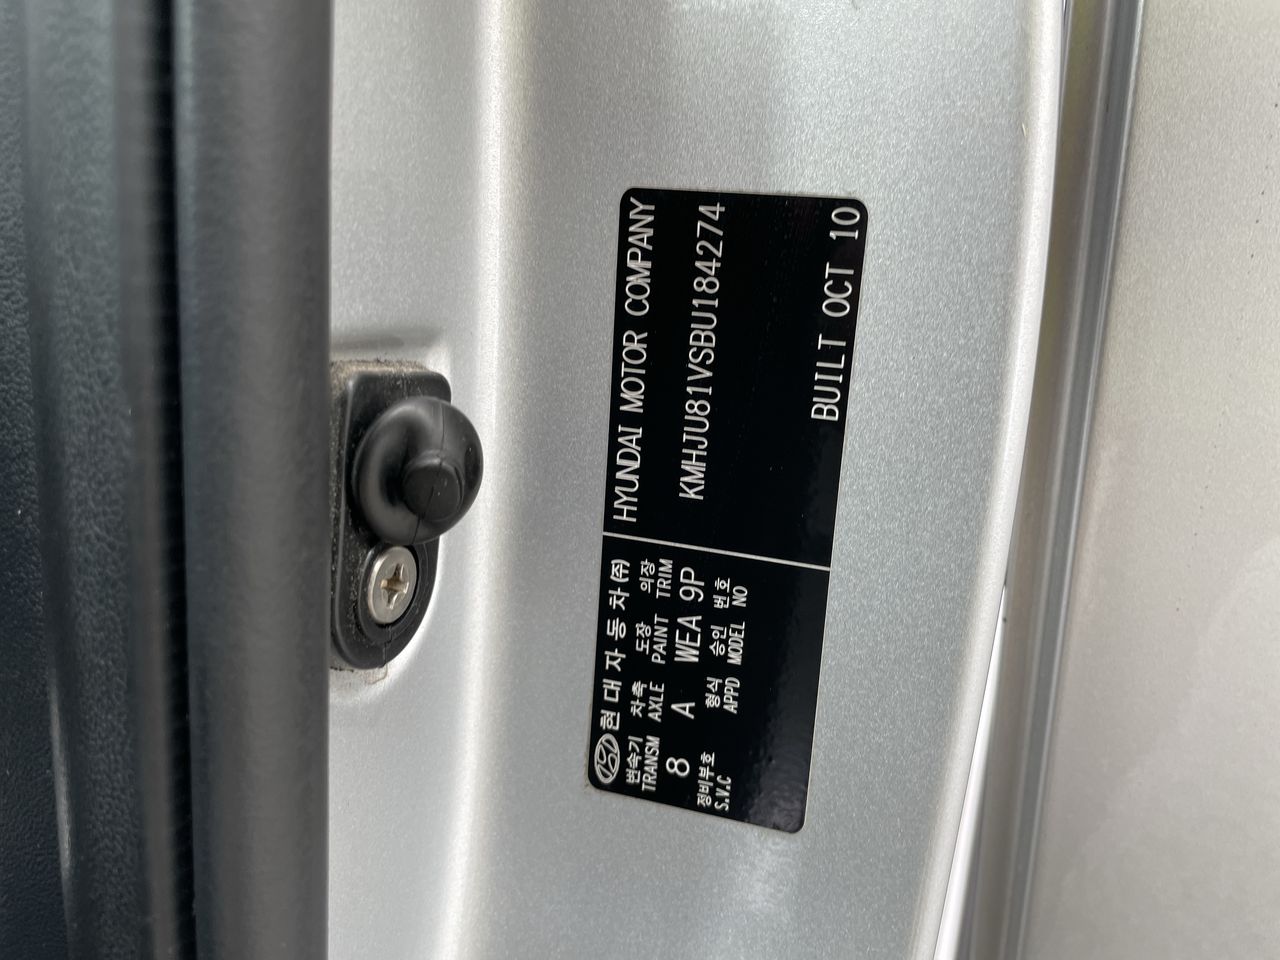 현대자동차(주) HYUNDAI MOTOR COMPANY
변속기 차축 도장 의장
TRANSM AXLE PAINT TRIM
8 A WEA 9P KMHJU81VSBU184274
정비부호 형식 승인 번호
S.V.C APPD MODEL NO
BUILT OCT 10